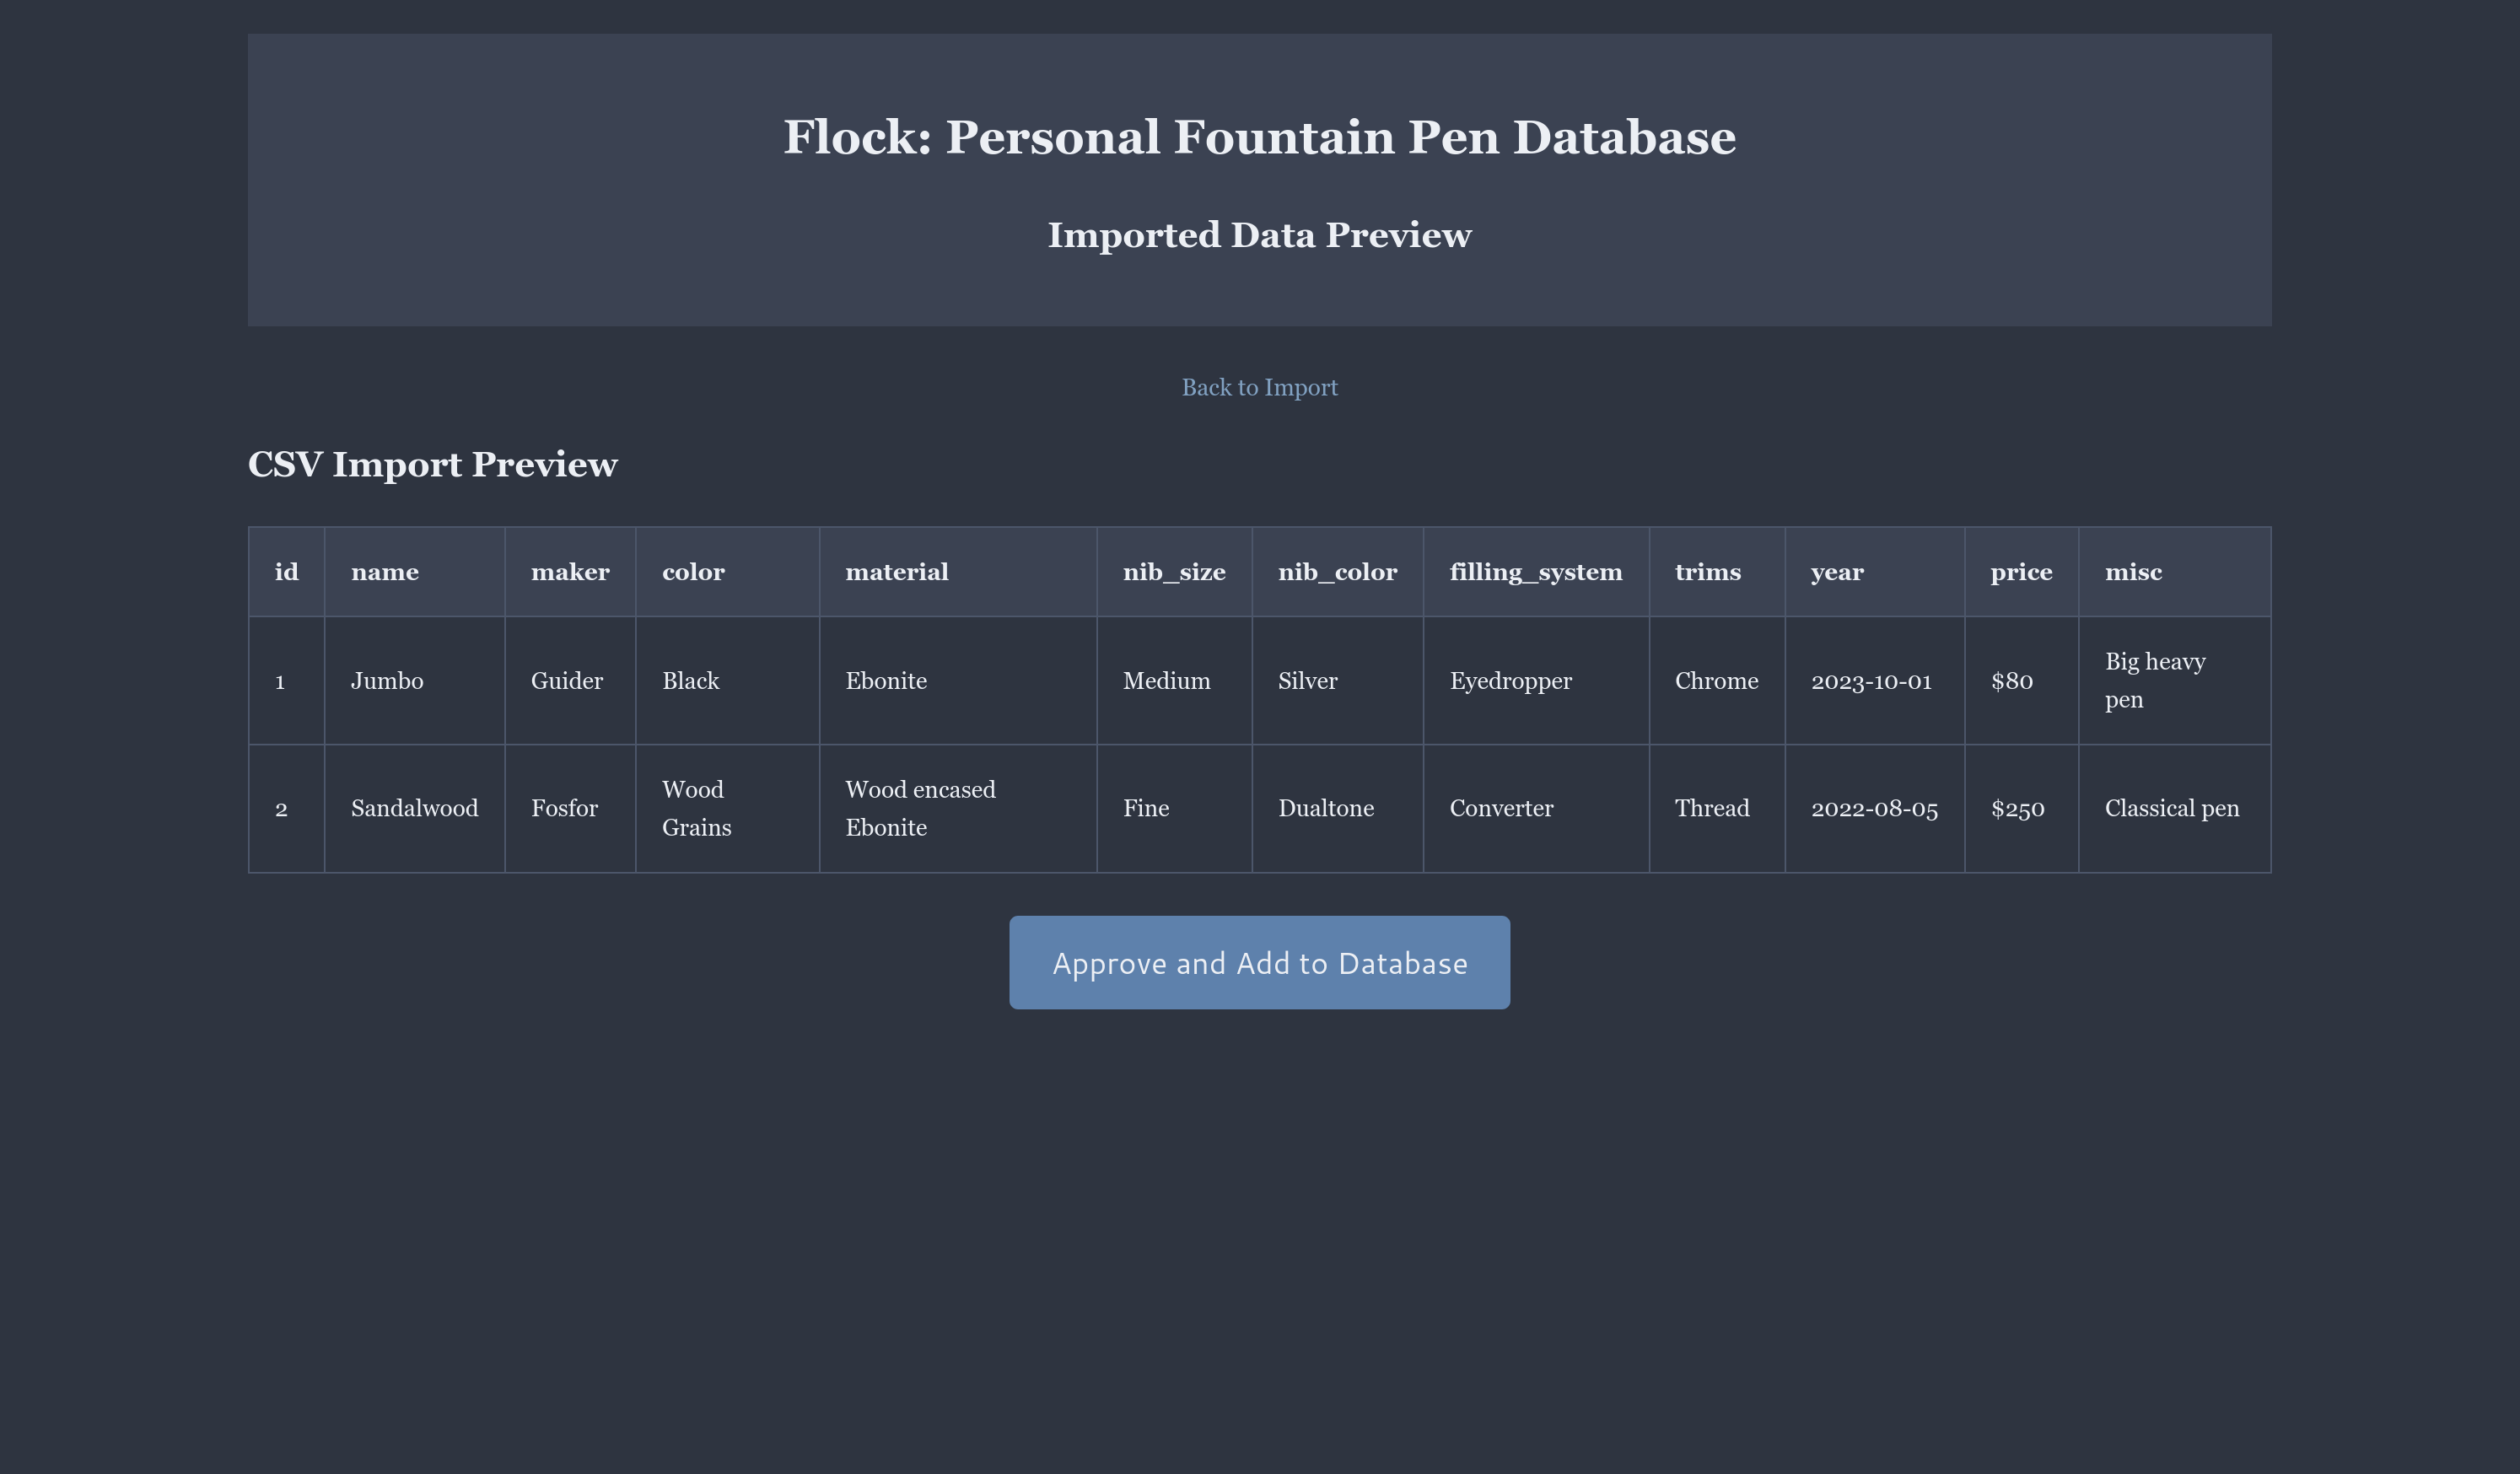 Flock: Personal Fountain Pen Database
Imported Data Preview
Back to Import
CSV Import Preview
id name maker color material nib_size nib_color filling_system trims year price misc
1 Jumbo Guider Black Ebonite Medium Silver Eyedropper Chrome 2023-10-01 $80 Big heavy
pen
2 Sandalwood Fosfor Wood Wood encased Fine Dualtone Converter Thread 2022-08-05 $250 Classical pen
Grains Ebonite
Approve and Add to Database